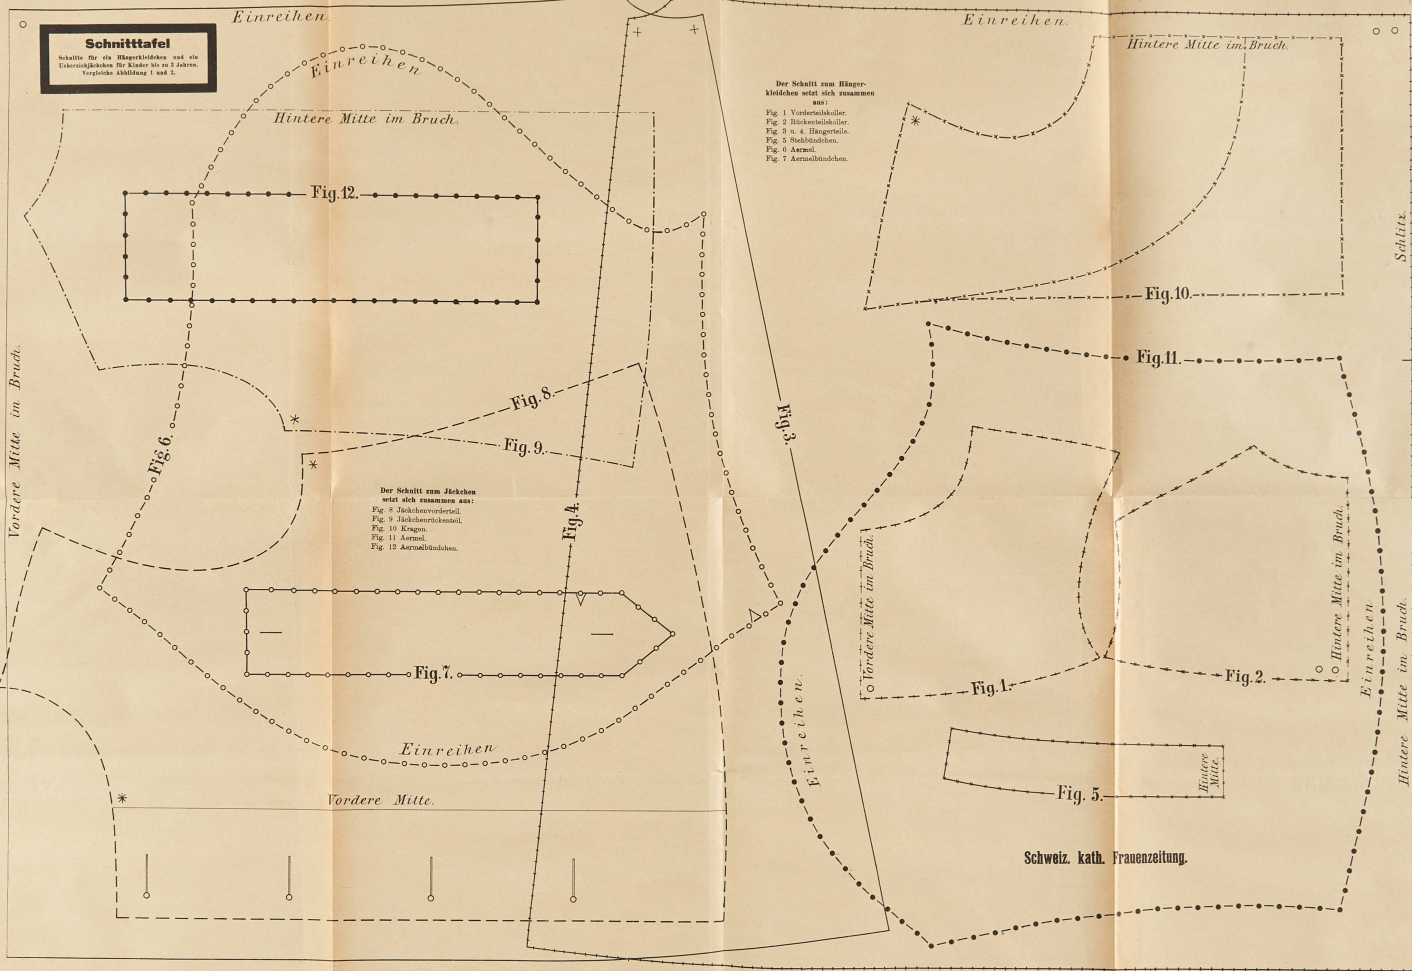 Einreihen.
Schnitttafel
Schnitte für ein Hängerkleidchen und ein
Ueberziehjäckchen für Kinder bis zu 3 Jahren.
Vergleiche Abbildung 1 und 2.
Einreihen
Hintere Mitte im Bruch.
Fig.12.
Fig.6.
Vordere Mitte im Bruch.
Fig.8.
Fig.9.
Der Schnitt zum Jäckchen
setzt sich zusammen aus:
Fig. 8 Jäckchenvorderteil.
Fig. 9 Jäckchenrückenteil.
Fig. 10 Kragen.
Fig. 11 Aermel.
Fig. 12 Aermelbündchen.
Fig.4.
Fig.7.
Einreihen
Vordere Mitte.
Fig.3.
Einreihen.
Hintere Mitte im Bruch.
Der Schnitt zum Hänger-
kleidchen setzt sich zusammen
aus:
Fig. 1 Vorderteilskoller.
Fig. 2 Rückenteilskoller.
Fig. 3 u. 4. Hängerteile.
Fig. 5 Stehbündchen.
Fig. 6 Aermel.
Fig. 7 Aermelbündchen.
Schlitz.
Fig.10.
Fig.11.
Vordere Mitte im Bruch.
Hintere Mitte im Bruch.
Fig.1.
Fig.2.
Einreihen.
Einreihen.
Hintere Mitte im Bruch.
Hintere
Mitte.
Fig. 5.
Schweiz. kath. Frauenzeitung.